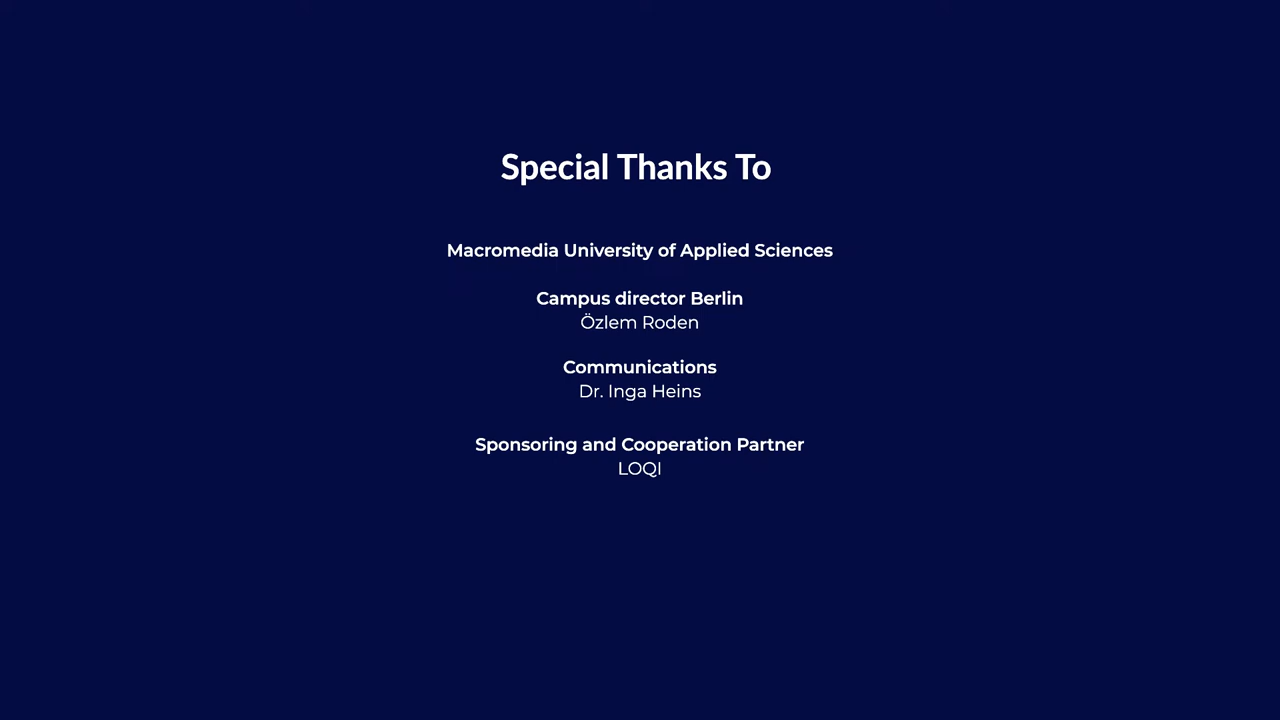 Special Thanks To
Macromedia University of Applied Sciences
Campus director Berlin
Özlem Roden
Communications
Dr. Inga Heins
Sponsoring and Cooperation Partner
LOQI